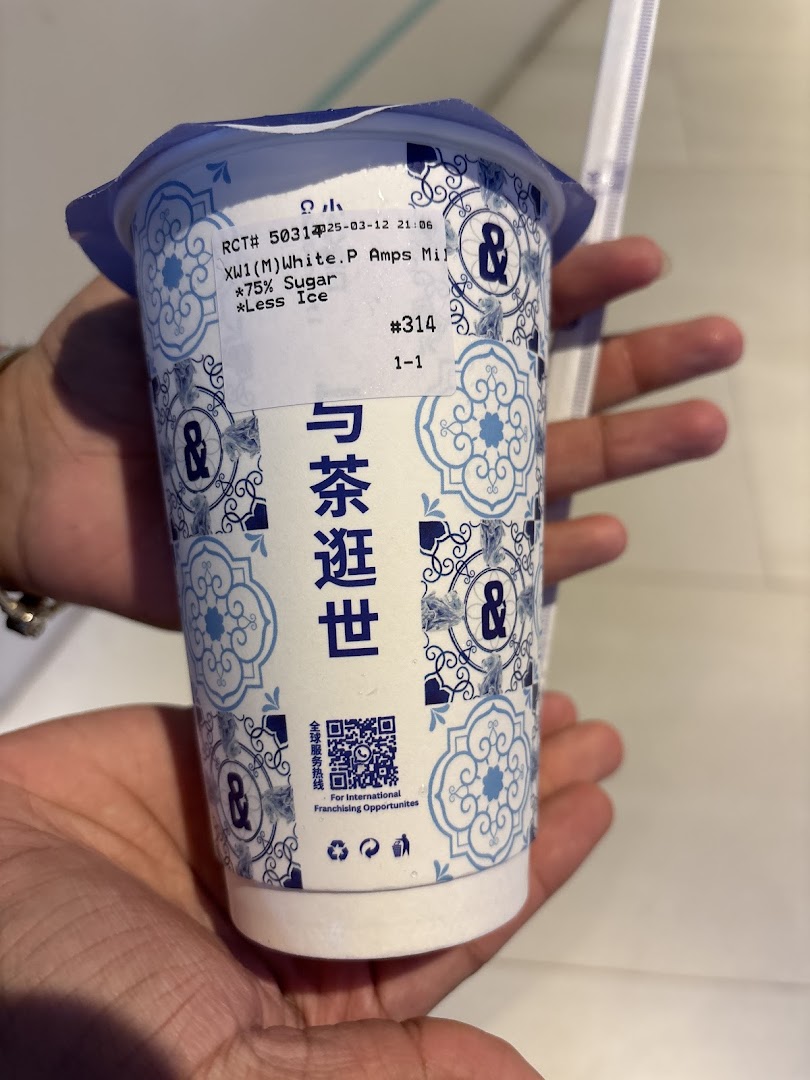 & 小
RCT# 50314 2025-03-12 21:06
XW1(M)White.P Amps Mil
*75% Sugar
*Less Ice
#314
1-1
与茶逛世
&
&
&
&
&
全球服务热线
For International
Franchising Opportunites